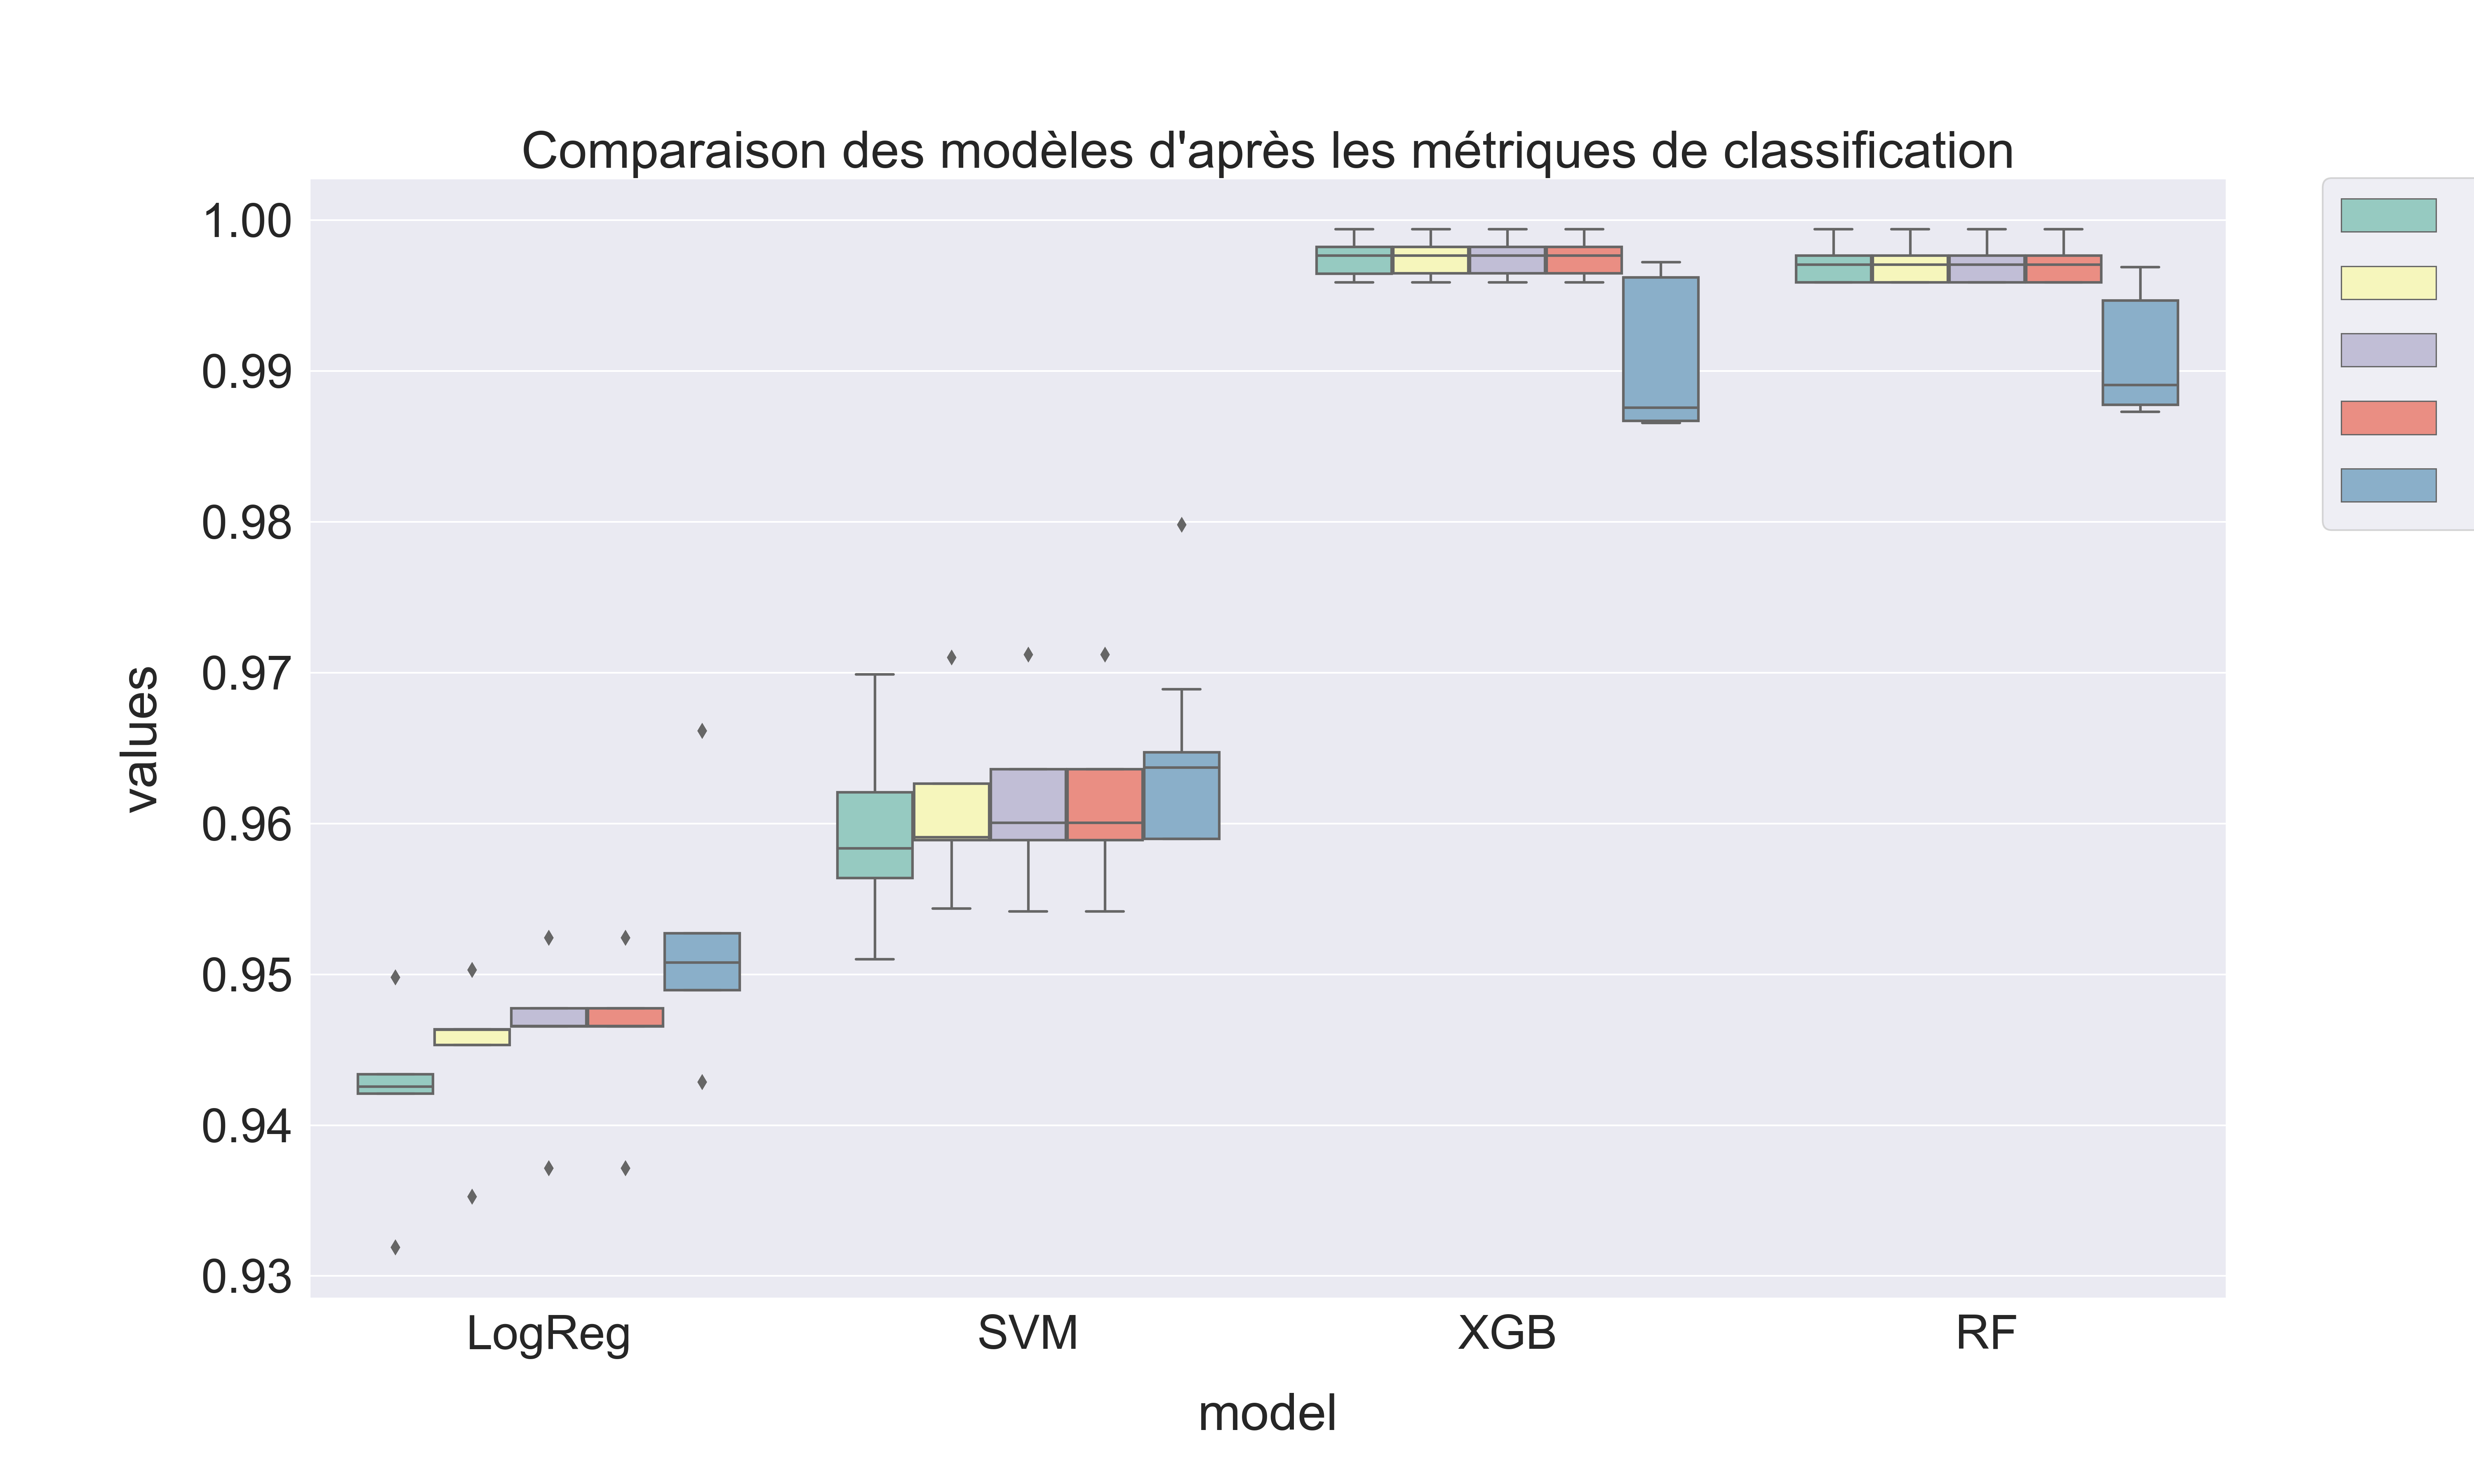 Comparaison des modèles d'après les métriques de classification
1.00
0.99
0.98
0.97
0.96
0.95
0.94
0.93
values
LogReg
SVM
XGB
RF
model